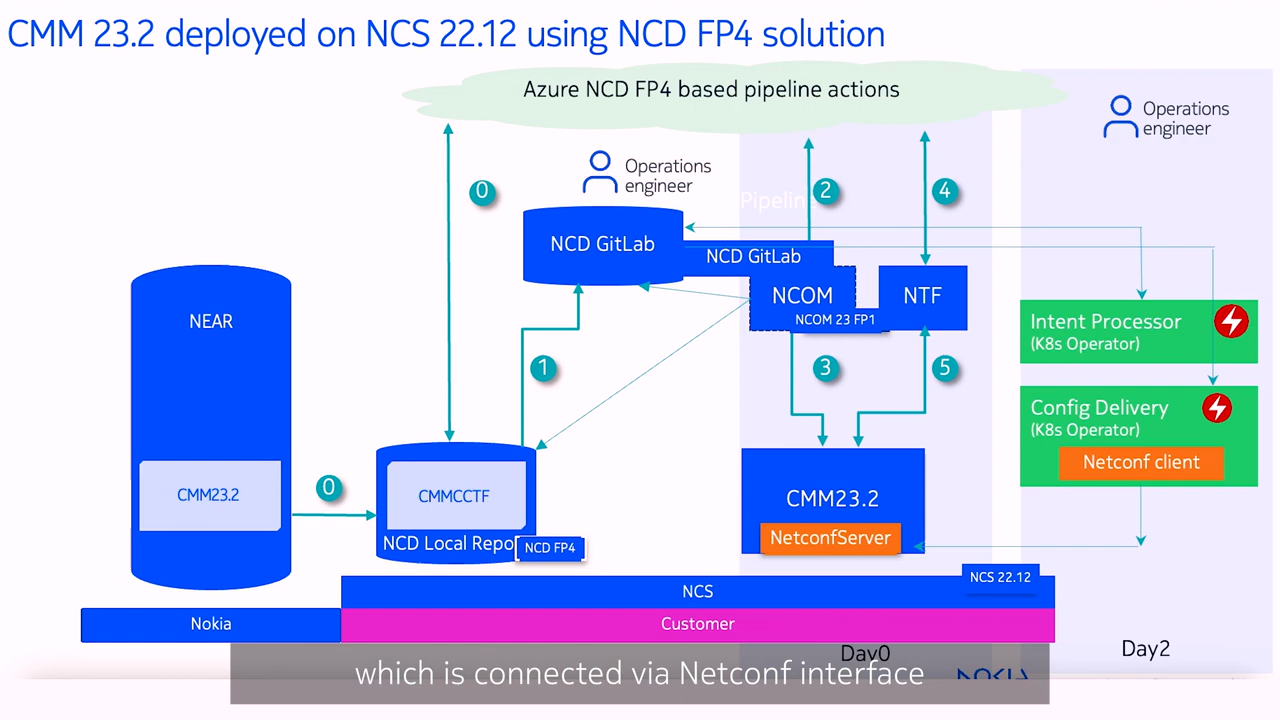 CMM 23.2 deployed on NCS 22.12 using NCD FP4 solution
Azure NCD FP4 based pipeline actions
Operations
engineer
Operations
engineer
0
2
4
Pipeline
NCD GitLab
NCD GitLab
NEAR
NCOM
NTF
NCOM 23 FP1
Intent Processor
(K8s Operator)
1
3
5
Config Delivery
(K8s Operator)
Netconf client
CMM23.2
0
CMMCCTF
NCD Local Repo
NCD FP4
CMM23.2
NetconfServer
NCS 22.12
NCS
Nokia
Customer
Day0
Day2
which is connected via Netconf interface
NOKIA